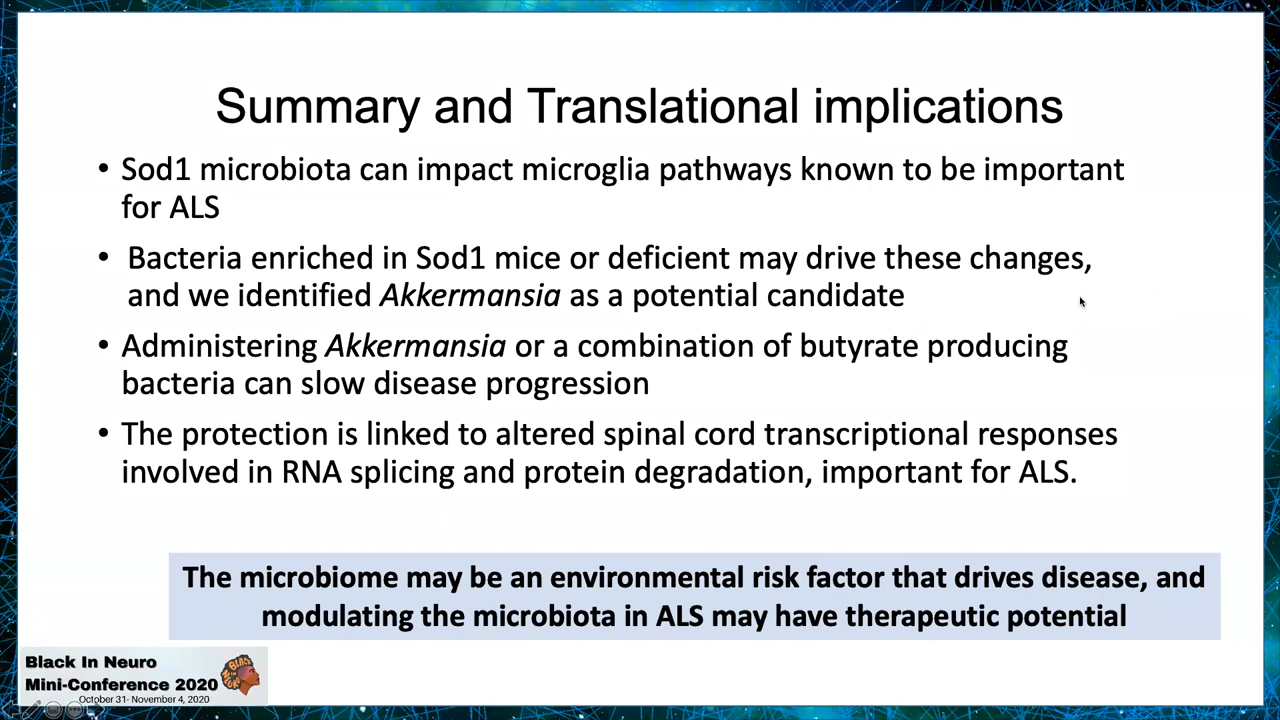 Summary and Translational implications
• Sod1 microbiota can impact microglia pathways known to be important
for ALS
• Bacteria enriched in Sod1 mice or deficient may drive these changes,
and we identified Akkermansia as a potential candidate
• Administering Akkermansia or a combination of butyrate producing
bacteria can slow disease progression
• The protection is linked to altered spinal cord transcriptional responses
involved in RNA splicing and protein degradation, important for ALS.
The microbiome may be an environmental risk factor that drives disease, and
modulating the microbiota in ALS may have therapeutic potential
Black In Neuro
Mini-Conference 2020
October 31- November 4, 2020